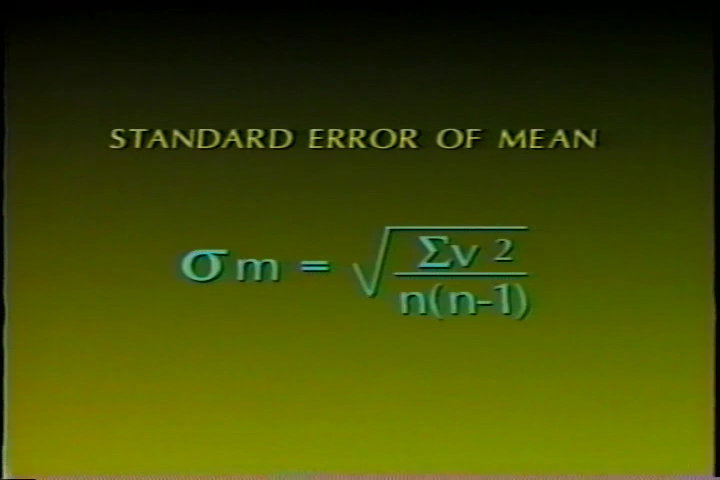 STANDARD ERROR OF MEAN
σm = √(Σv²/n(n-1))